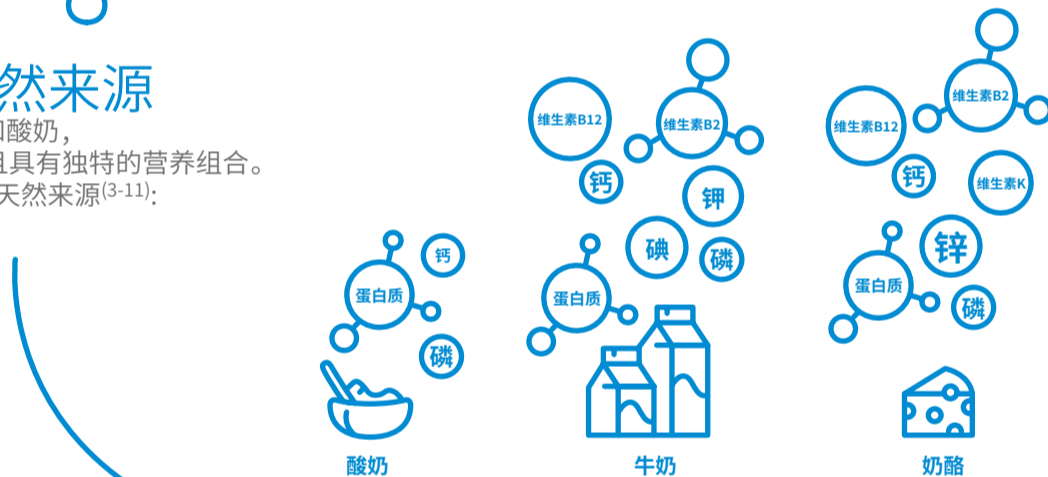 然来源
酸奶，
具有独特的营养组合。
天然来源(3-11):
钙
蛋白质
磷
酸奶
维生素B12
维生素B2
钙
钾
碘
磷
蛋白质
牛奶
维生素B12
维生素B2
钙
维生素K
锌
蛋白质
磷
奶酪